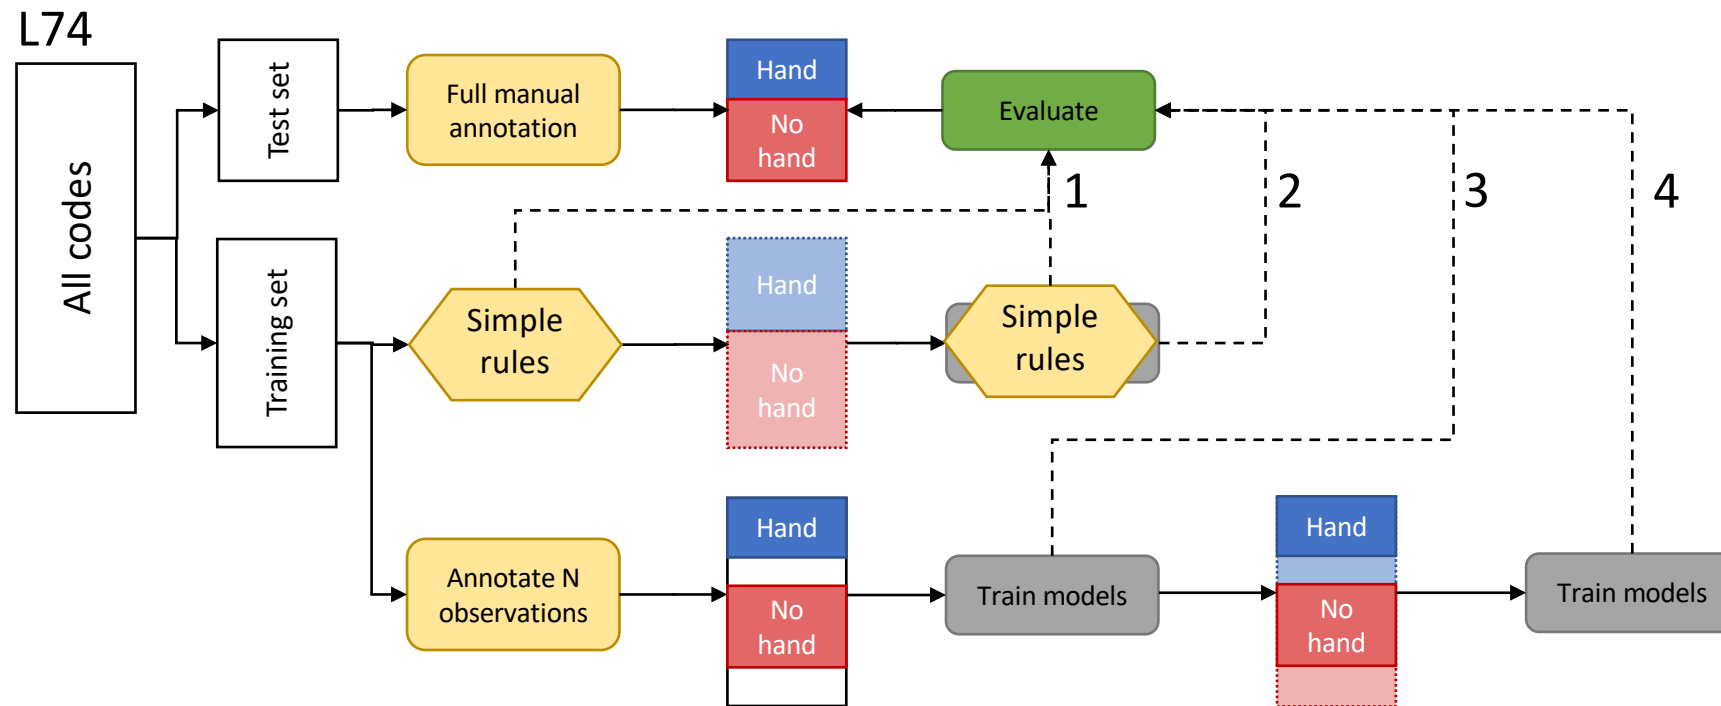 L74
All codes
Test set
Full manual
annotation
Hand
No
hand
Evaluate
1
2
3
4
Training set
Simple
rules
Hand
No
hand
Simple
rules
Annotate N
observations
Hand
No
hand
Train models
Hand
No
hand
Train models